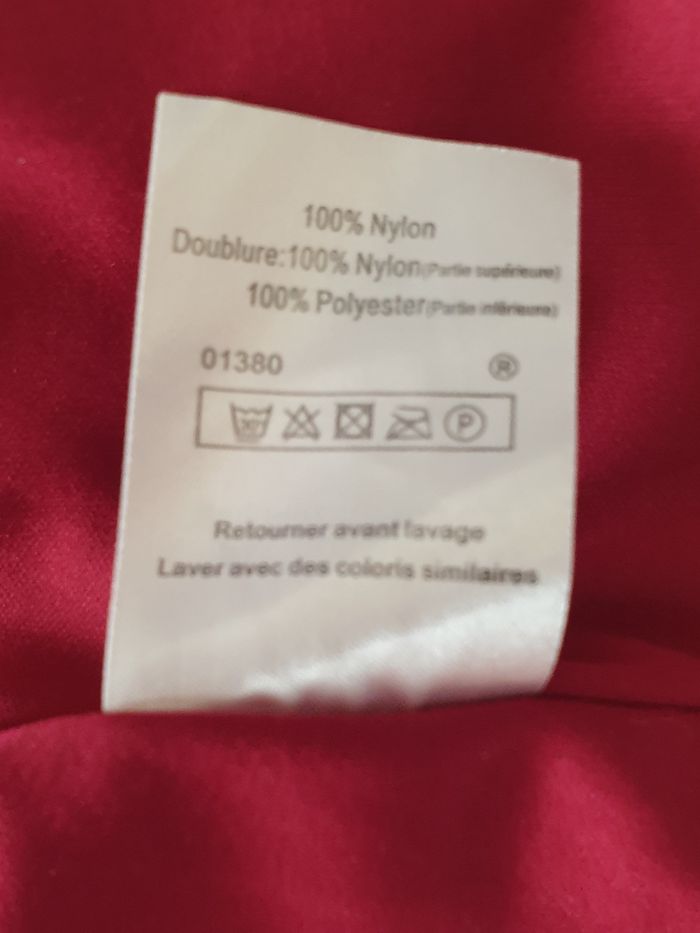 100% Nylon
Doublure:100% Nylon(Partie supérieure)
100% Polyester(Partie inférieure)
01380 ®
30° P
Retourner avant lavage
Laver avec des coloris similaires